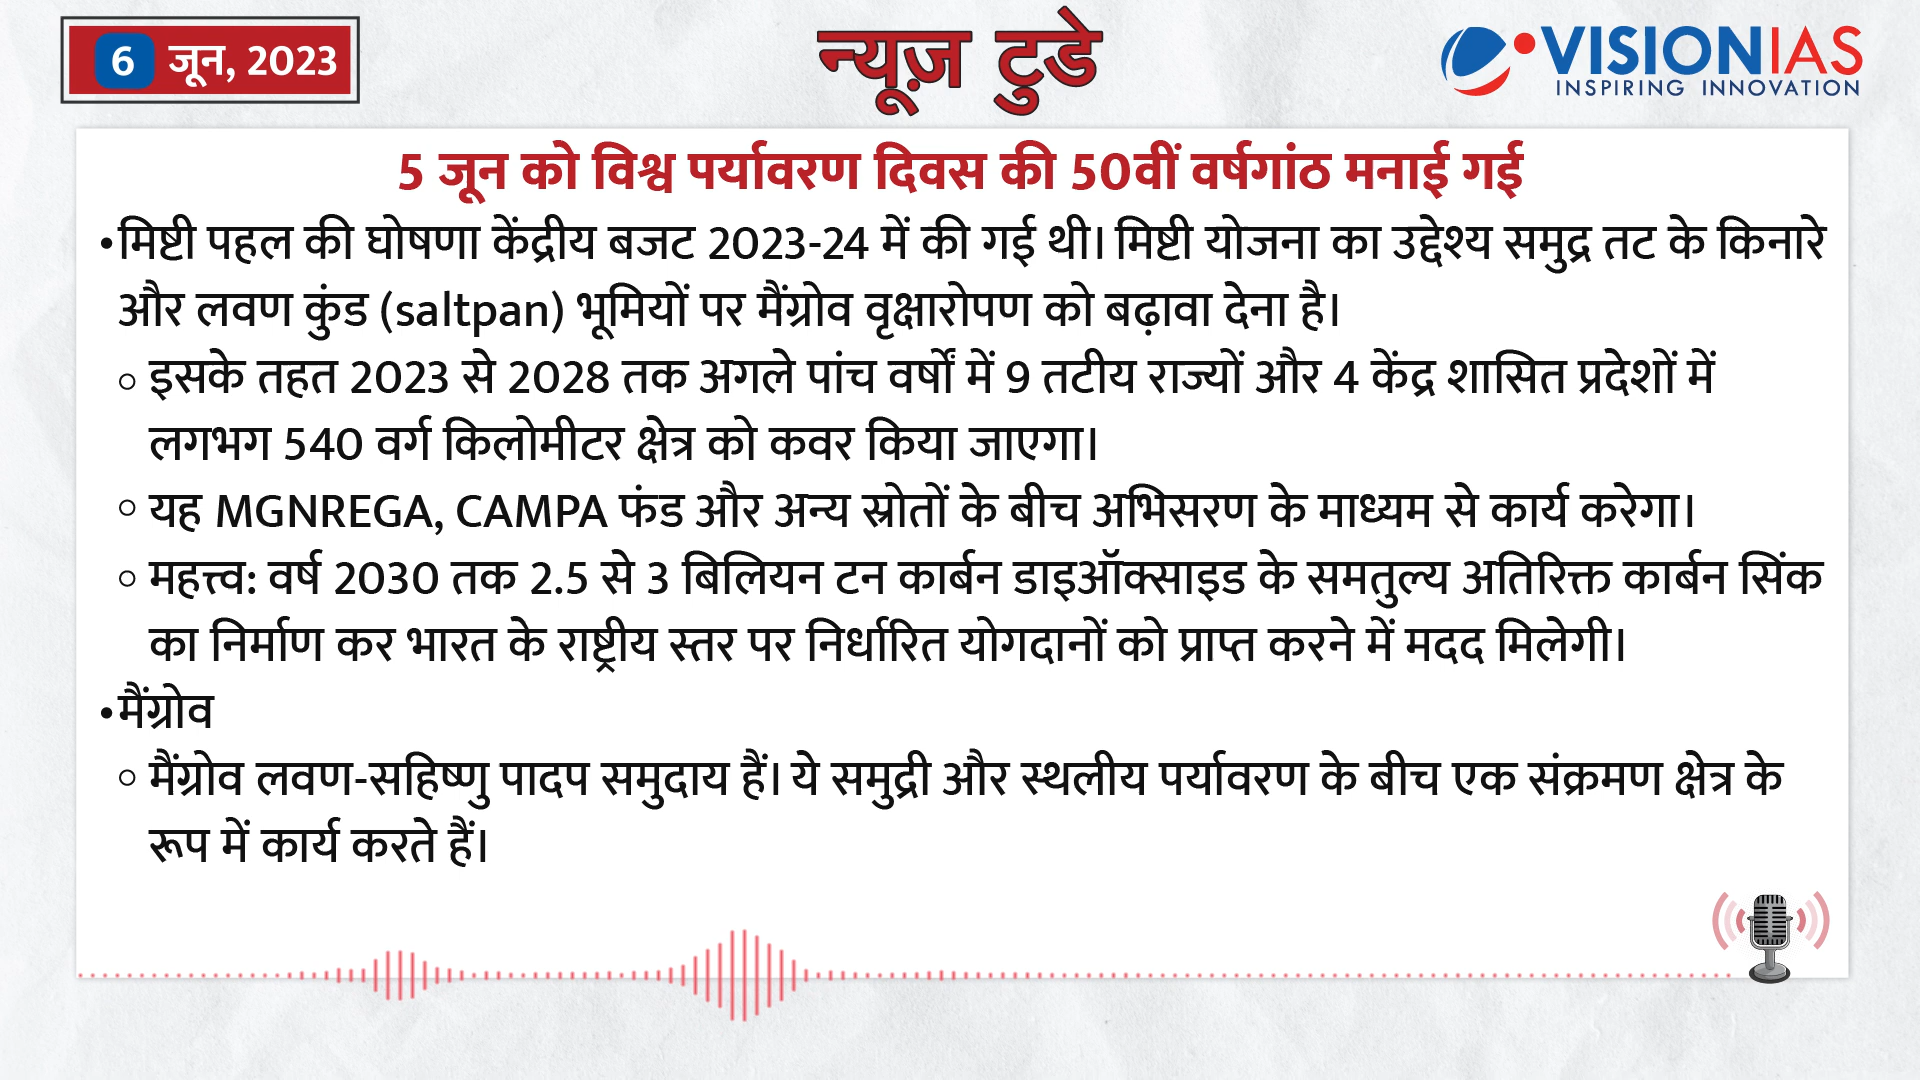 6 जून, 2023
न्यूज़ टुडे
VISIONIAS
INSPIRING INNOVATION
5 जून को विश्व पर्यावरण दिवस की 50वीं वर्षगांठ मनाई गई
•मिष्टी पहल की घोषणा केंद्रीय बजट 2023-24 में की गई थी। मिष्टी योजना का उद्देश्य समुद्र तट के किनारे
और लवण कुंड (saltpan) भूमियों पर मैंग्रोव वृक्षारोपण को बढ़ावा देना है।
○ इसके तहत 2023 से 2028 तक अगले पांच वर्षों में 9 तटीय राज्यों और 4 केंद्र शासित प्रदेशों में
लगभग 540 वर्ग किलोमीटर क्षेत्र को कवर किया जाएगा।
○ यह MGNREGA, CAMPA फंड और अन्य स्रोतों के बीच अभिसरण के माध्यम से कार्य करेगा।
○ महत्त्व: वर्ष 2030 तक 2.5 से 3 बिलियन टन कार्बन डाइऑक्साइड के समतुल्य अतिरिक्त कार्बन सिंक
का निर्माण कर भारत के राष्ट्रीय स्तर पर निर्धारित योगदानों को प्राप्त करने में मदद मिलेगी।
•मैंग्रोव
○ मैंग्रोव लवण-सहिष्णु पादप समुदाय हैं। ये समुद्री और स्थलीय पर्यावरण के बीच एक संक्रमण क्षेत्र के
रूप में कार्य करते हैं।